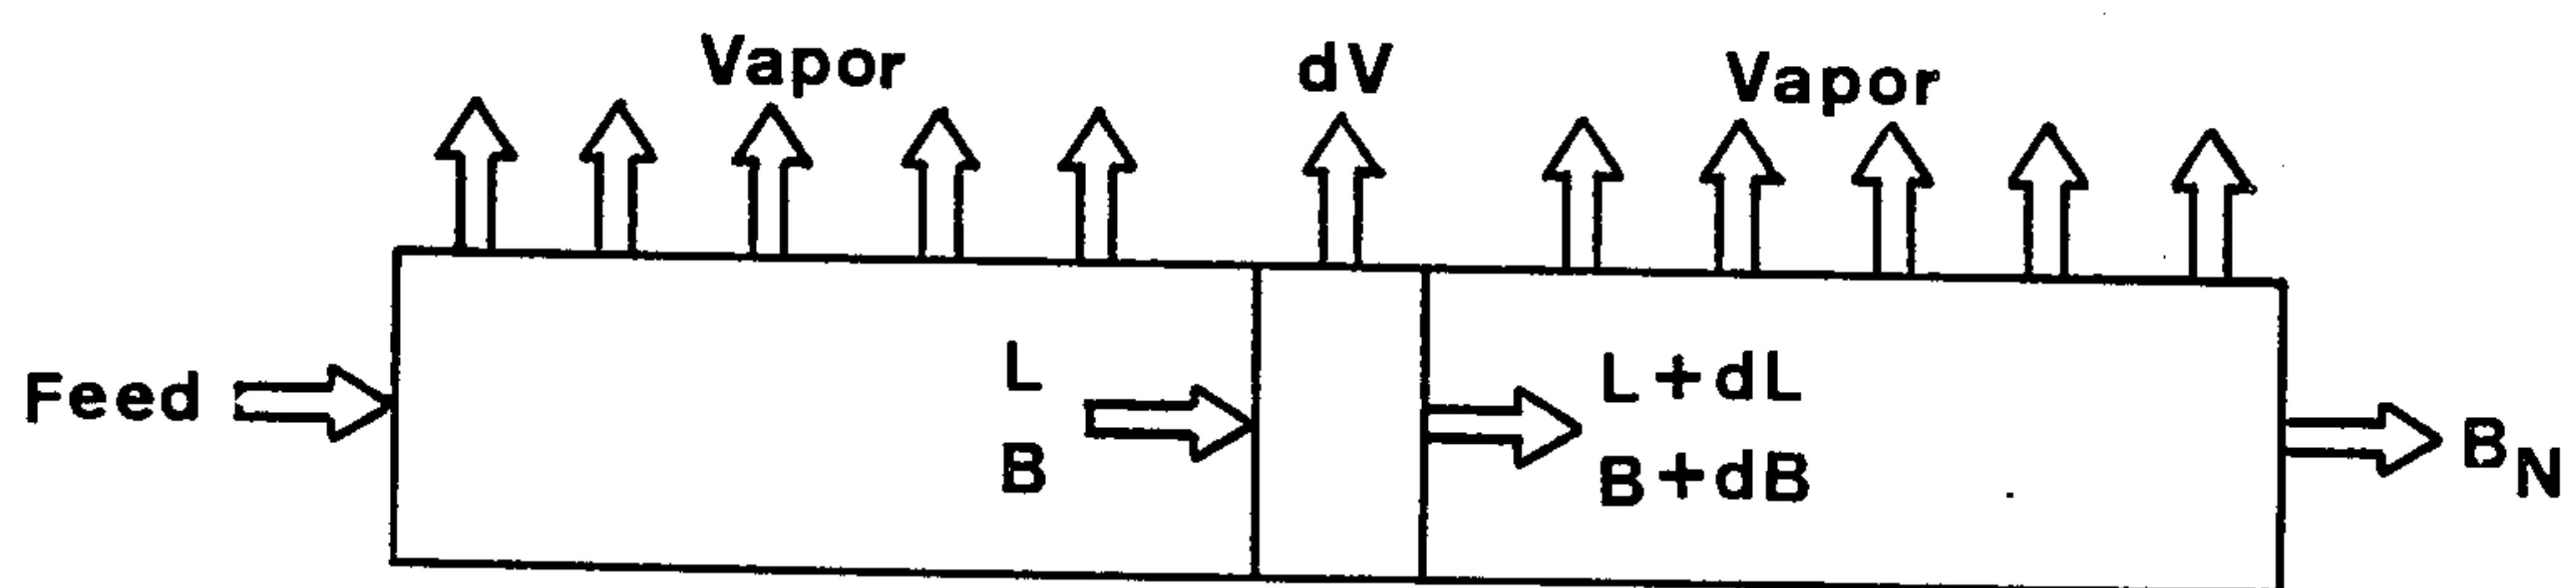 Vapor
dV
Vapor
Feed
L
B
L+dL
B+dB
B_N